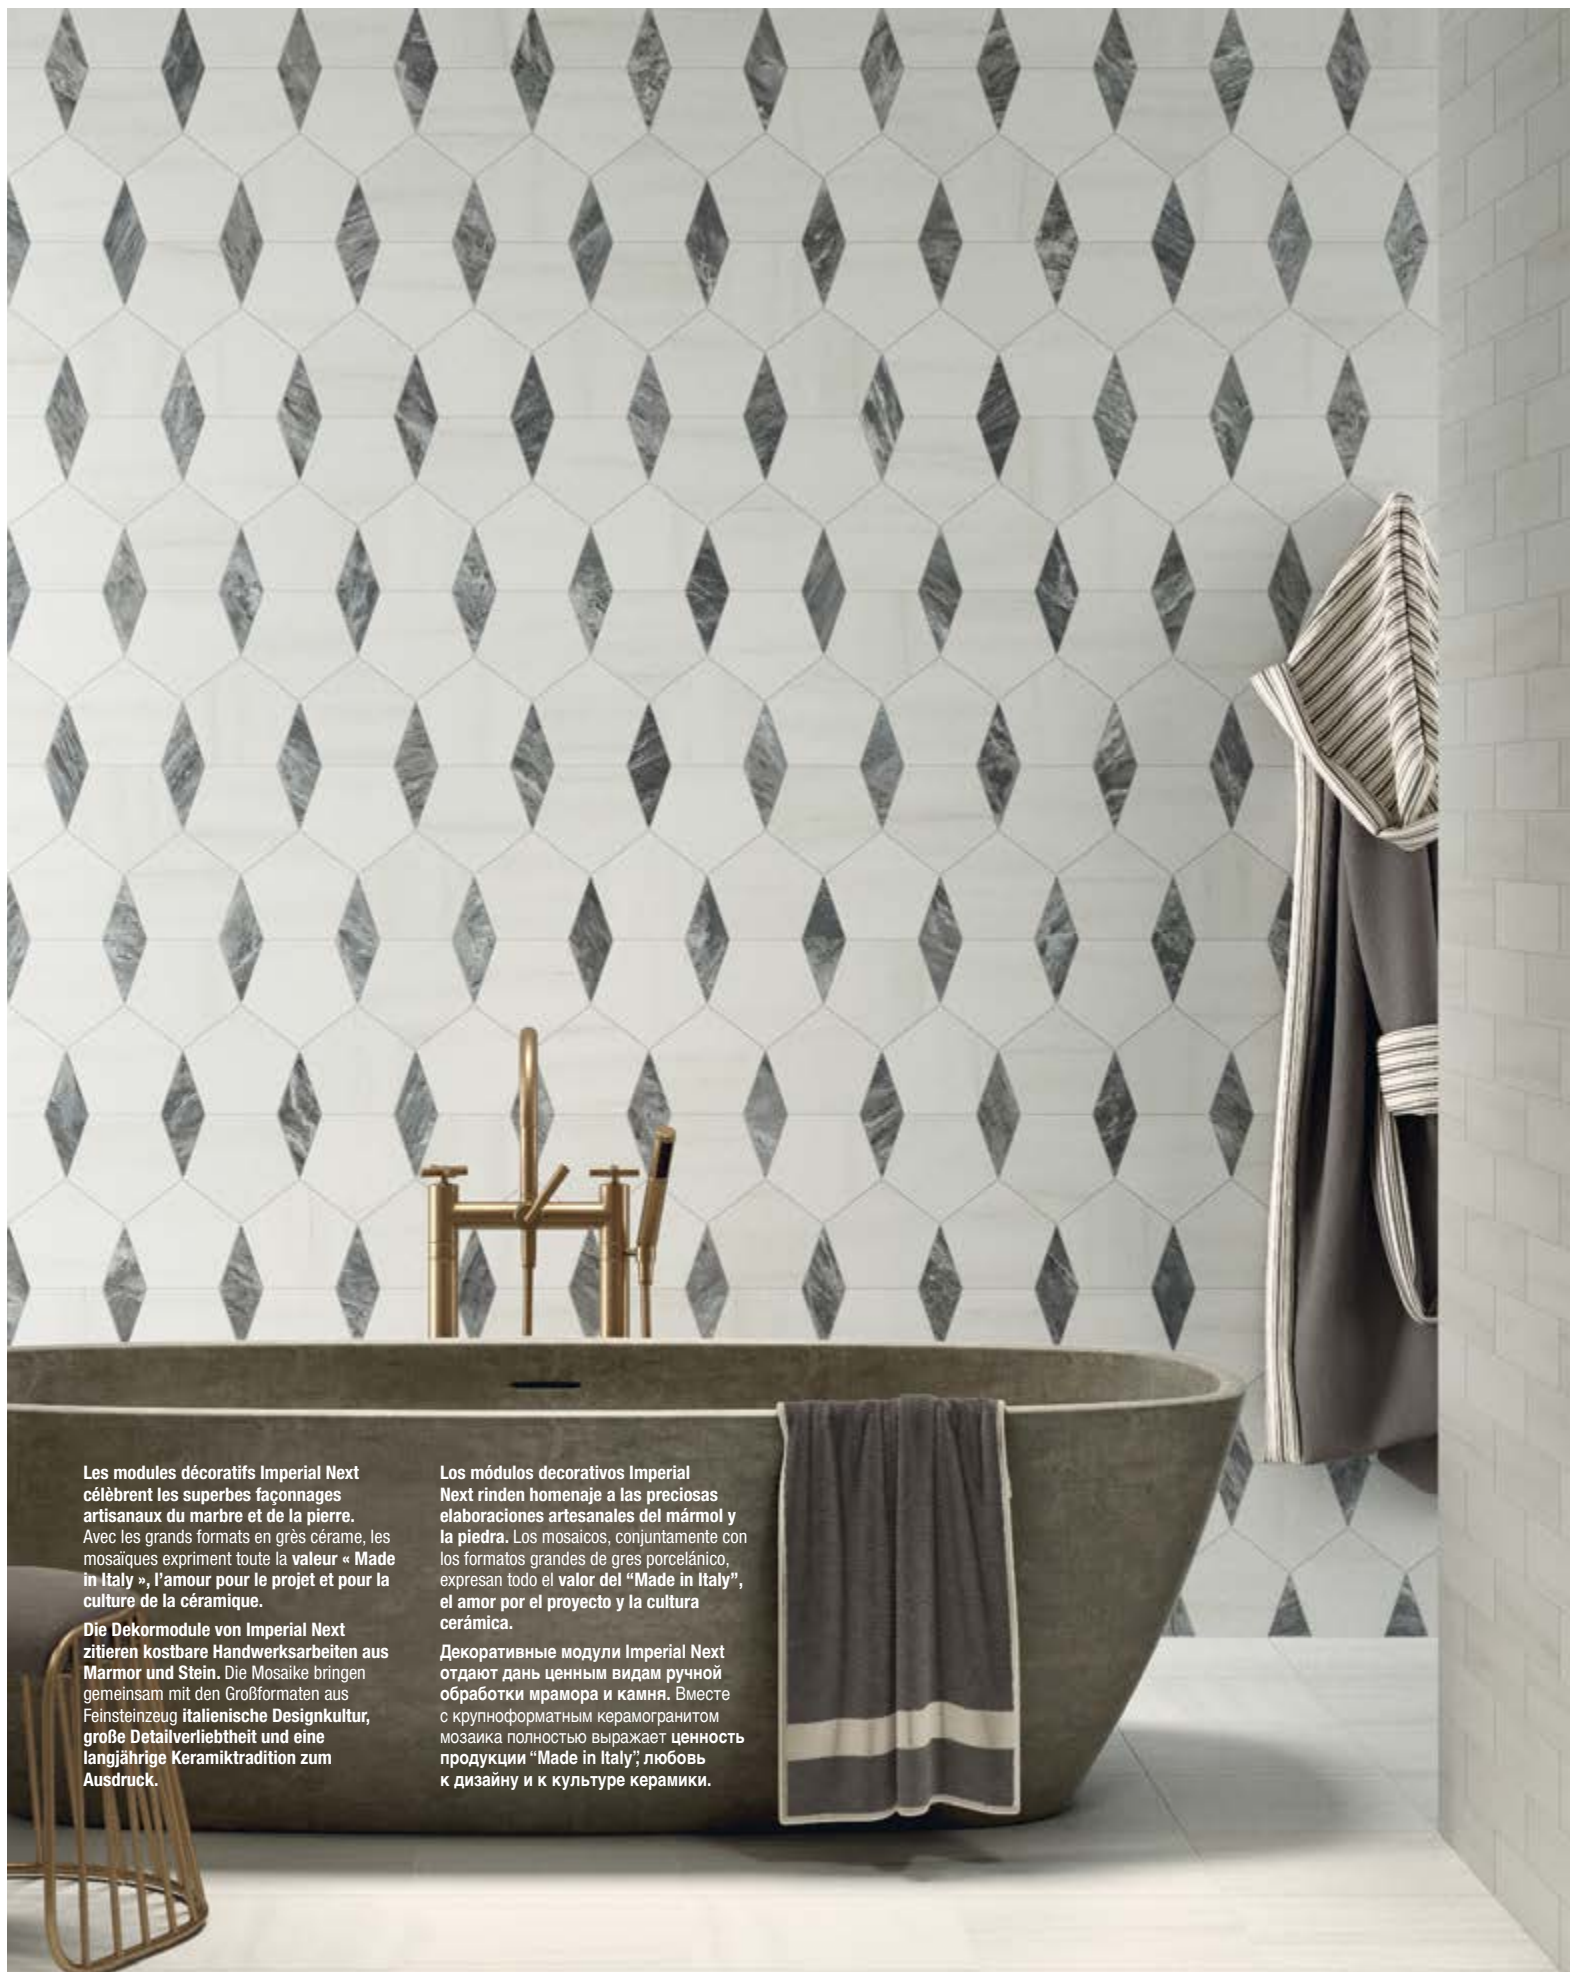 Les modules décoratifs Imperial Next
célèbrent les superbes façonnages
artisanaux du marbre et de la pierre.
Avec les grands formats en grès cérame, les
mosaïques expriment toute la valeur « Made
in Italy », l’amour pour le projet et pour la
culture de la céramique.
Die Dekormodule von Imperial Next
zitieren kostbare Handwerksarbeiten aus
Marmor und Stein. Die Mosaike bringen
gemeinsam mit den Großformaten aus
Feinsteinzeug italienische Designkultur,
große Detailverliebtheit und eine
langjährige Keramiktradition zum
Ausdruck.
Los módulos decorativos Imperial
Next rinden homenaje a las preciosas
elaboraciones artesanales del mármol y
la piedra. Los mosaicos, conjuntamente con
los formatos grandes de gres porcelánico,
expresan todo el valor del “Made in Italy”,
el amor por el proyecto y la cultura
cerámica.
Декоративные модули Imperial Next
отдают дань ценным видам ручной
обработки мрамора и камня. Вместе
с крупноформатным керамогранитом
мозаика полностью выражает ценность
продукции “Made in Italy”, любовь
к дизайну и к культуре керамики.